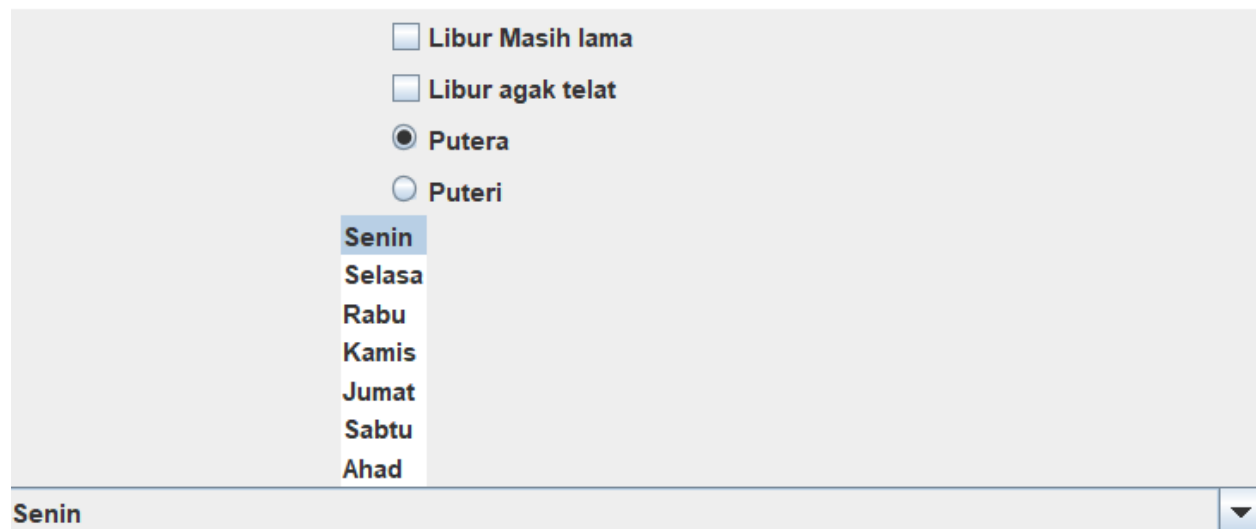 Libur Masih lama
Libur agak telat
Putera
Puteri
Senin
Selasa
Rabu
Kamis
Jumat
Sabtu
Ahad
Senin